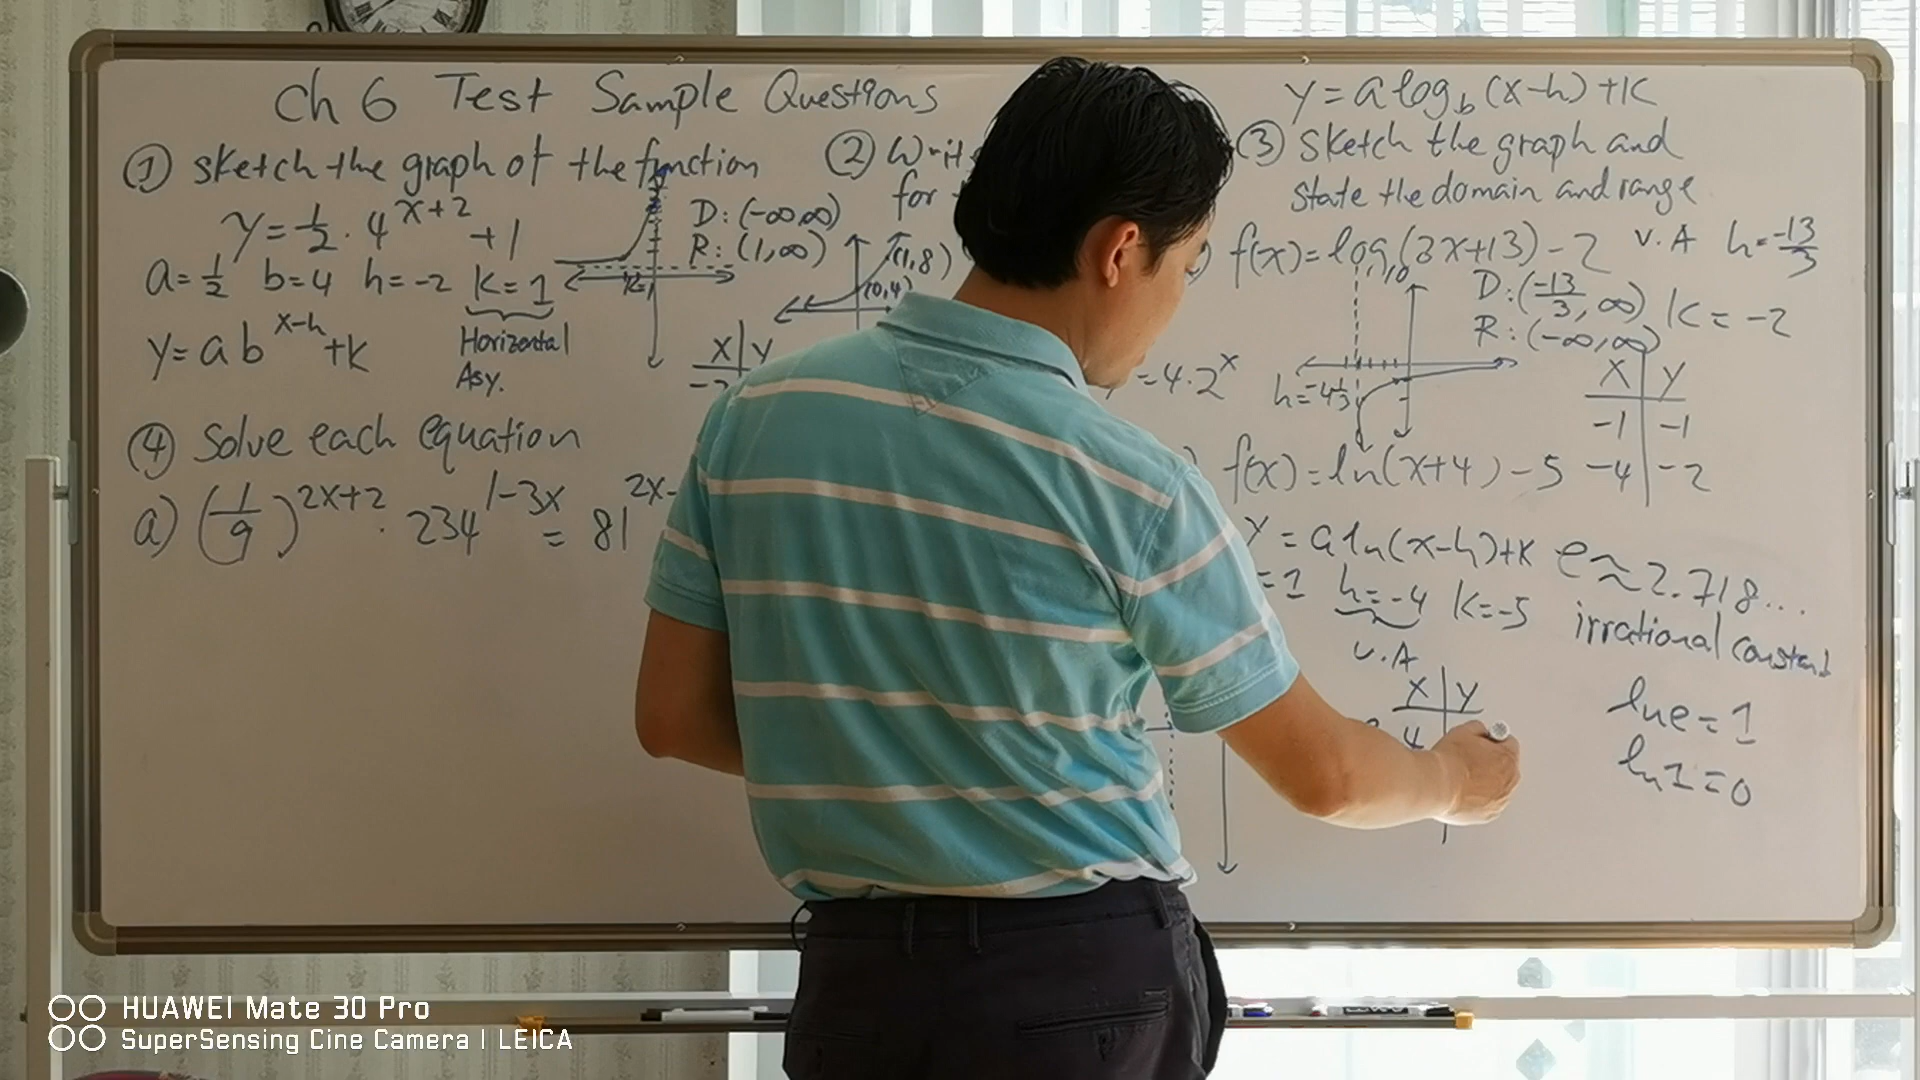 Ch 6 Test Sample Questions
① Sketch the graph of the function
y = 1/2 · 4^(x+2) + 1
D: (-∞, ∞)
R: (1, ∞)
a = 1/2 b = 4 h = -2 k = 1
Horizontal
Asy.
y = a b^(x-h) + k
x | y
②
for
(1, 8)
(0, 4)
= 4 · 2^x
y = a log_b (x-h) + k
③ Sketch the graph and
state the domain and range
f(x) = log (3x+13) - 2 V.A h = -13/3
D: (-13/3, ∞) k = -2
R: (-∞, ∞)
x | y
-1 | -1
-4 | -2
f(x) = ln(x+4) - 5
y = a ln(x-h) + k e ≈ 2.718...
= 1 h = -4 k = -5 irrational constant
V.A
x | y
ln e = 1
ln 1 = 0
④ Solve each equation
a) (1/9)^(2x+2) · 234^(1-3x) = 81
HUAWEI Mate 30 Pro
SuperSensing Cine Camera | LEICA